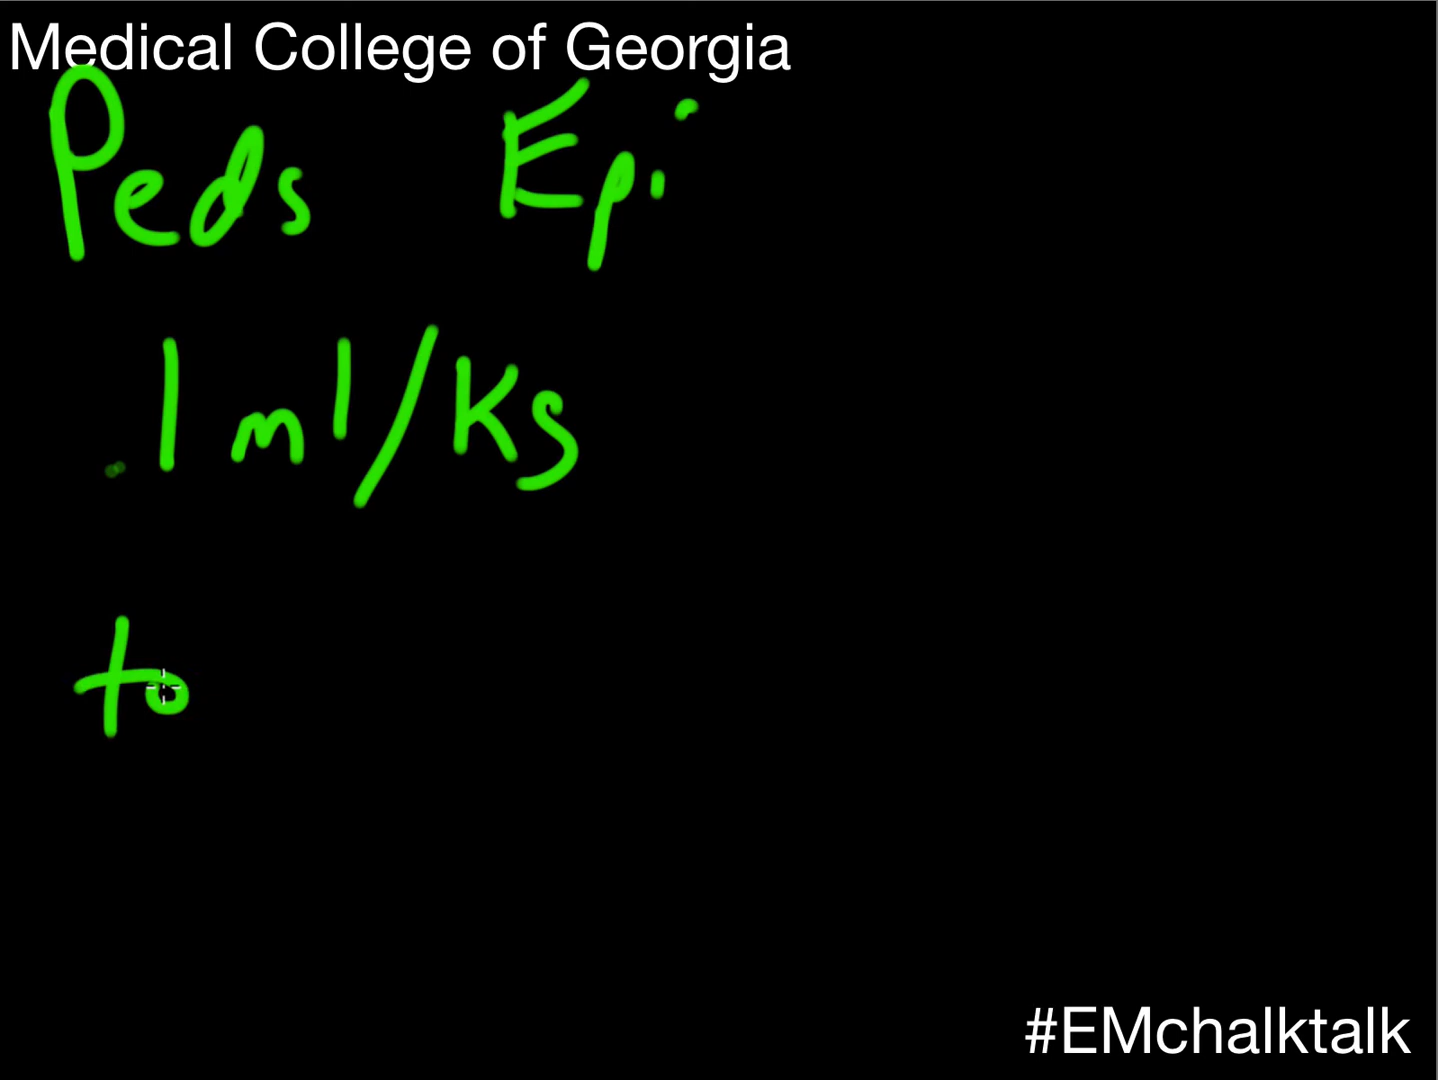 Medical College of Georgia
Peds Epi
.1 ml/Kg
to
#EMchalktalk